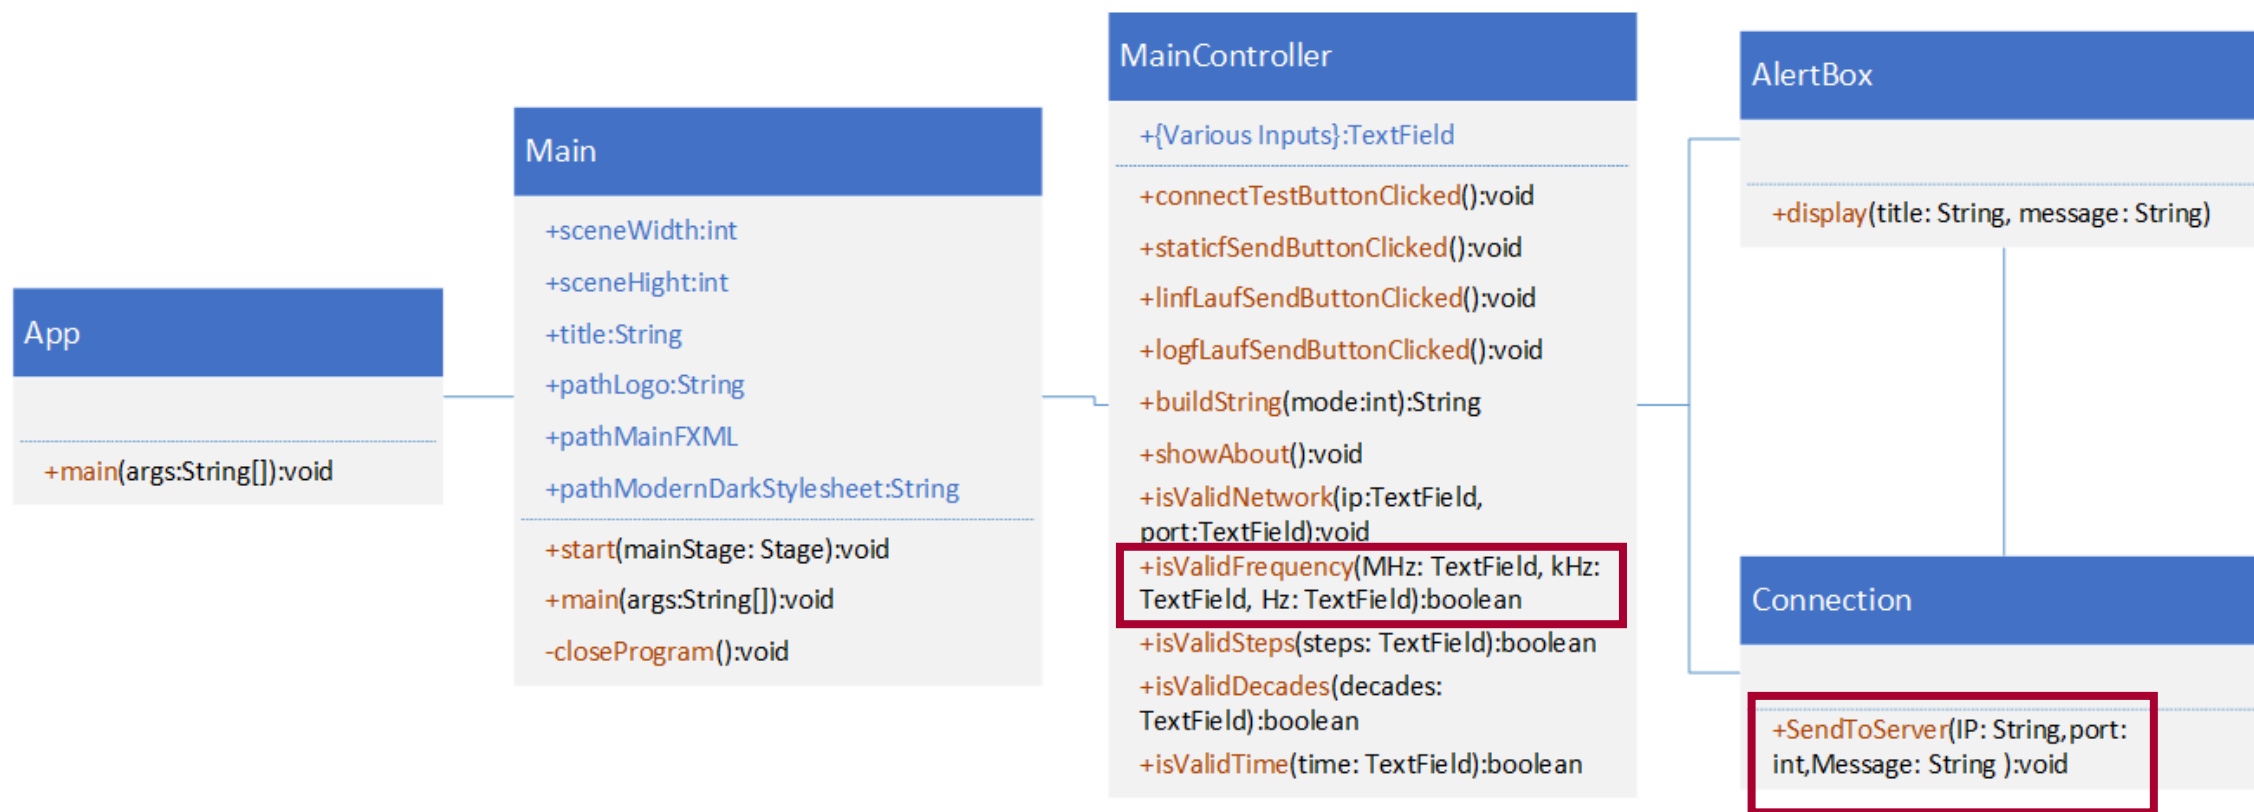 App
+main(args:String[]):void
Main
+sceneWidth:int
+sceneHight:int
+title:String
+pathLogo:String
+pathMainFXML
+pathModernDarkStylesheet:String
+start(mainStage: Stage):void
+main(args:String[]):void
-closeProgram():void
MainController
+{Various Inputs}:TextField
+connectTestButtonClicked():void
+staticfSendButtonClicked():void
+linfLaufSendButtonClicked():void
+logfLaufSendButtonClicked():void
+buildString(mode:int):String
+showAbout():void
+isValidNetwork(ip:TextField,
port:TextField):void
+isValidFrequency(MHz: TextField, kHz:
TextField, Hz: TextField):boolean
+isValidSteps(steps: TextField):boolean
+isValidDecades(decades:
TextField):boolean
+isValidTime(time: TextField):boolean
AlertBox
+display(title: String, message: String)
Connection
+SendToServer(IP: String,port:
int,Message: String ):void